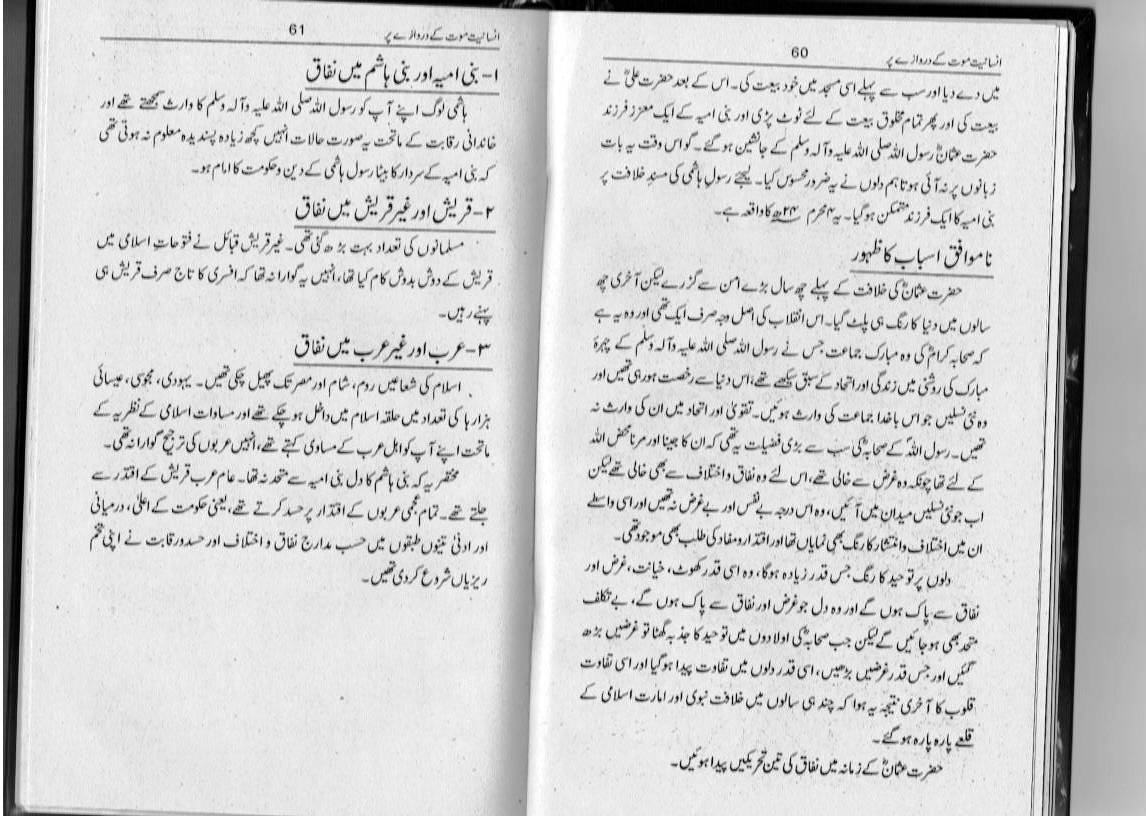 انسانیت موت کے دروازے پر
60
میں دے دیا اور سب سے پہلے اسی مسجد میں خود بیعت کی۔ اس کے بعد حضرت علیؓ نے
بیعت کی اور پھر تمام مخلوق بیعت کے لئے ٹوٹ پڑی اور بنی امیہ کے ایک معزز فرزند
حضرت عثمانؓ رسول اللہ صلی اللہ علیہ وآلہ وسلم کے جانشین ہو گئے۔ گو اس وقت یہ بات
زبانوں پر نہ آئی ہو تاہم دلوں نے یہ ضرور محسوس کیا۔ لیجئے رسول ہاشمی کی مسندِ خلافت پر
بنی امیہ کا ایک فرزند متمکن ہو گیا۔ یہ ۴ محرم ۲۴ھ کا واقعہ ہے۔
ناموافق اسباب کا ظہور
حضرت عثمانؓ کی خلافت کے پہلے چھ سال بڑے امن سے گزرے لیکن آخری چھ
سالوں میں دنیا کا رنگ ہی پلٹ گیا۔ اس انقلاب کی اصل وجہ صرف ایک تھی اور وہ یہ ہے
کہ صحابہ کرامؓ کی وہ مبارک جماعت جس نے رسول اللہ صلی اللہ علیہ وآلہ وسلم کے چہرۂ
مبارک کی روشنی میں زندگی اور اتحاد کے سبق سیکھے تھے، اس دنیا سے رخصت ہو رہی تھیں اور
وہ نئی نسلیں جو اس باخدا جماعت کی وارث ہوئیں۔ تقویٰ اور اتحاد میں ان کی وارث نہ
تھیں۔ رسول اللہ کے صحابہؓ کی سب سے بڑی فضیلت یہ تھی کہ ان کا جینا اور مرنا محض اللہ
کے لئے تھا چونکہ وہ غرض سے خالی تھے، اس لئے وہ نفاق و اختلاف سے بھی خالی تھے لیکن
اب جو نئی نسلیں میدان میں آئیں، وہ اس درجہ بے نفس اور بے غرض نہ تھیں اور اسی واسطے
ان میں اختلاف و انتشار کا رنگ بھی نمایاں تھا اور اقتدار و مفاد کی طلب بھی موجود تھی۔
دلوں پر توحید کا رنگ جس قدر زیادہ ہو گا، وہ اسی قدر کھوٹ، خیانت، غرض اور
نفاق سے پاک ہوں گے اور وہ دل جو غرض اور نفاق سے پاک ہوں گے، بے تکلف
متحد بھی ہو جائیں گے لیکن جب صحابہؓ کی اولادوں میں توحید کا جذبہ گھٹا تو غرضیں بڑھ
گئیں اور جس قدر غرضیں بڑھیں، اسی قدر دلوں میں تفاوت پیدا ہو گیا اور اسی تفاوت
قلوب کا آخری نتیجہ یہ ہوا کہ چند ہی سالوں میں خلافت نبوی اور امارت اسلامی کے
قلعے پارہ پارہ ہو گئے۔
حضرت عثمانؓ کے زمانہ میں نفاق کی تین تحریکیں پیدا ہوئیں۔
انسانیت موت کے دروازے پر
61
۱- بنی امیہ اور بنی ہاشم میں نفاق
ہاشمی لوگ اپنے آپ کو رسول اللہ صلی اللہ علیہ وآلہ وسلم کا وارث سمجھتے تھے اور
خاندانی رقابت کے ماتحت یہ صورت حالات انہیں کچھ زیادہ پسندیدہ معلوم نہ ہوتی تھی
کہ بنی امیہ کے سردار کا بیٹا رسول ہاشمی کے دین و حکومت کا امام ہو۔
۲- قریش اور غیر قریش میں نفاق
مسلمانوں کی تعداد بہت بڑھ گئی تھی۔ غیر قریش قبائل نے فتوحاتِ اسلامی میں
قریش کے دوش بدوش کام کیا تھا، انہیں یہ گوارا نہ تھا کہ افسری کا تاج صرف قریش ہی
پہنے رہیں۔
۳- عرب اور غیر عرب میں نفاق
اسلام کی شعاعیں روم، شام اور مصر تک پھیل چکی تھیں۔ یہودی، مجوسی، عیسائی
ہزارہا کی تعداد میں حلقہ اسلام میں داخل ہو چکے تھے اور مساوات اسلامی کے نظریہ کے
ماتحت اپنے آپ کو اہل عرب کے مساوی کہتے تھے، انہیں عربوں کی ترجیح گوارا نہ تھی۔
مختصر یہ کہ بنی ہاشم کا دل بنی امیہ سے متحد نہ تھا۔ عام عرب قریش کے اقتدار سے
جلتے تھے۔ تمام عجمی عربوں کے اقتدار پر حسد کرتے تھے، یعنی حکومت کے اعلیٰ، درمیانی
اور ادنیٰ تینوں طبقوں میں حسب مدارج نفاق و اختلاف اور حسد و رقابت نے اپنی تخم
ریزیاں شروع کر دی تھیں۔